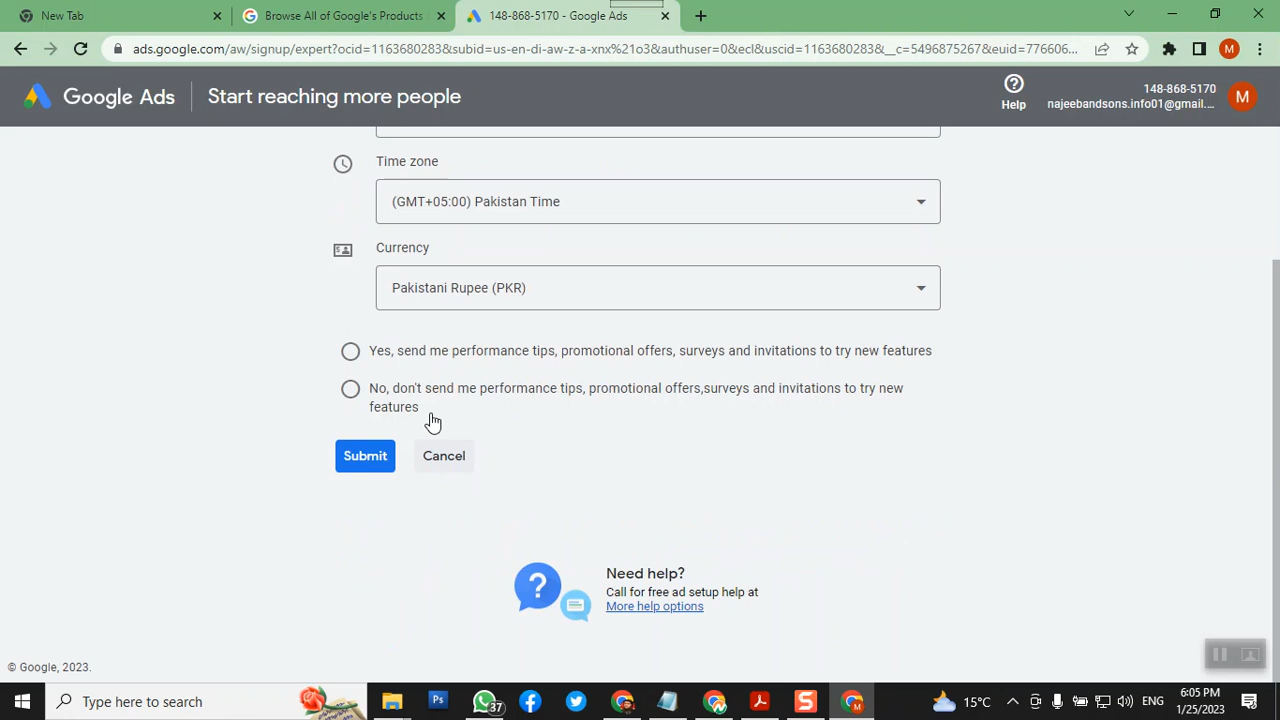 New Tab
Browse All of Google's Products
148-868-5170 - Google Ads
ads.google.com/aw/signup/expert?ocid=1163680283&subid=us-en-di-aw-z-a-xnx%21o3&authuser=0&ecl&uscid=1163680283&__c=5496875267&euid=776606...
M
Google Ads
Start reaching more people
Help
148-868-5170
najeebandsons.info01@gmail....
M
Time zone
(GMT+05:00) Pakistan Time
Currency
Pakistani Rupee (PKR)
Yes, send me performance tips, promotional offers, surveys and invitations to try new features
No, don't send me performance tips, promotional offers,surveys and invitations to try new
features
Submit
Cancel
Need help?
Call for free ad setup help at
More help options
© Google, 2023.
Type here to search
Ps
37
S
M
15°C
ENG
6:05 PM
1/25/2023